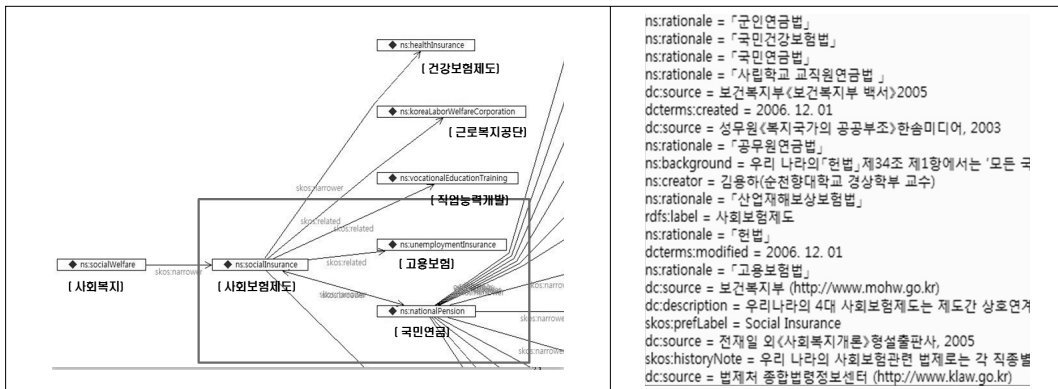 ns:healthInsurance
( 건강보험제도 )
ns:koreaLaborWelfareCorporation
( 근로복지공단 )
skos:narrower
ns:vocationalEducationTraining
( 직업능력개발 )
skos:related
skos:related
ns:unemploymentInsurance
( 고용보험 )
skos:related
ns:socialWelfare
( 사회복지 )
skos:narrower
ns:socialInsurance
( 사회보험제도 )
ns:nationalPension
( 국민연금 )
ns:rationale = 「군인연금법」
ns:rationale = 「국민건강보험법」
ns:rationale = 「국민연금법」
ns:rationale = 「사립학교 교직원연금법 」
dc:source = 보건복지부《보건복지부 백서》2005
dcterms:created = 2006. 12. 01
dc:source = 성무원《복지국가의 공공부조》한솔미디어, 2003
ns:rationale = 「공무원연금법」
ns:background = 우리 나라의「헌법」제34조 제1항에서는 '모든 국
ns:creator = 김용하(순천향대학교 경상학부 교수)
ns:rationale = 「산업재해보상보험법」
rdfs:label = 사회보험제도
ns:rationale = 「헌법」
dcterms:modified = 2006. 12. 01
ns:rationale = 「고용보험법」
dc:source = 보건복지부 (http://www.mohw.go.kr)
dc:description = 우리나라의 4대 사회보험제도는 제도간 상호연계
skos:prefLabel = Social Insurance
dc:source = 전재일 외《사회복지개론》형설출판사, 2005
skos:historyNote = 우리 나라의 사회보험관련 법제로는 각 직종별
dc:source = 법제처 종합법령정보센터 (http://www.klaw.go.kr)